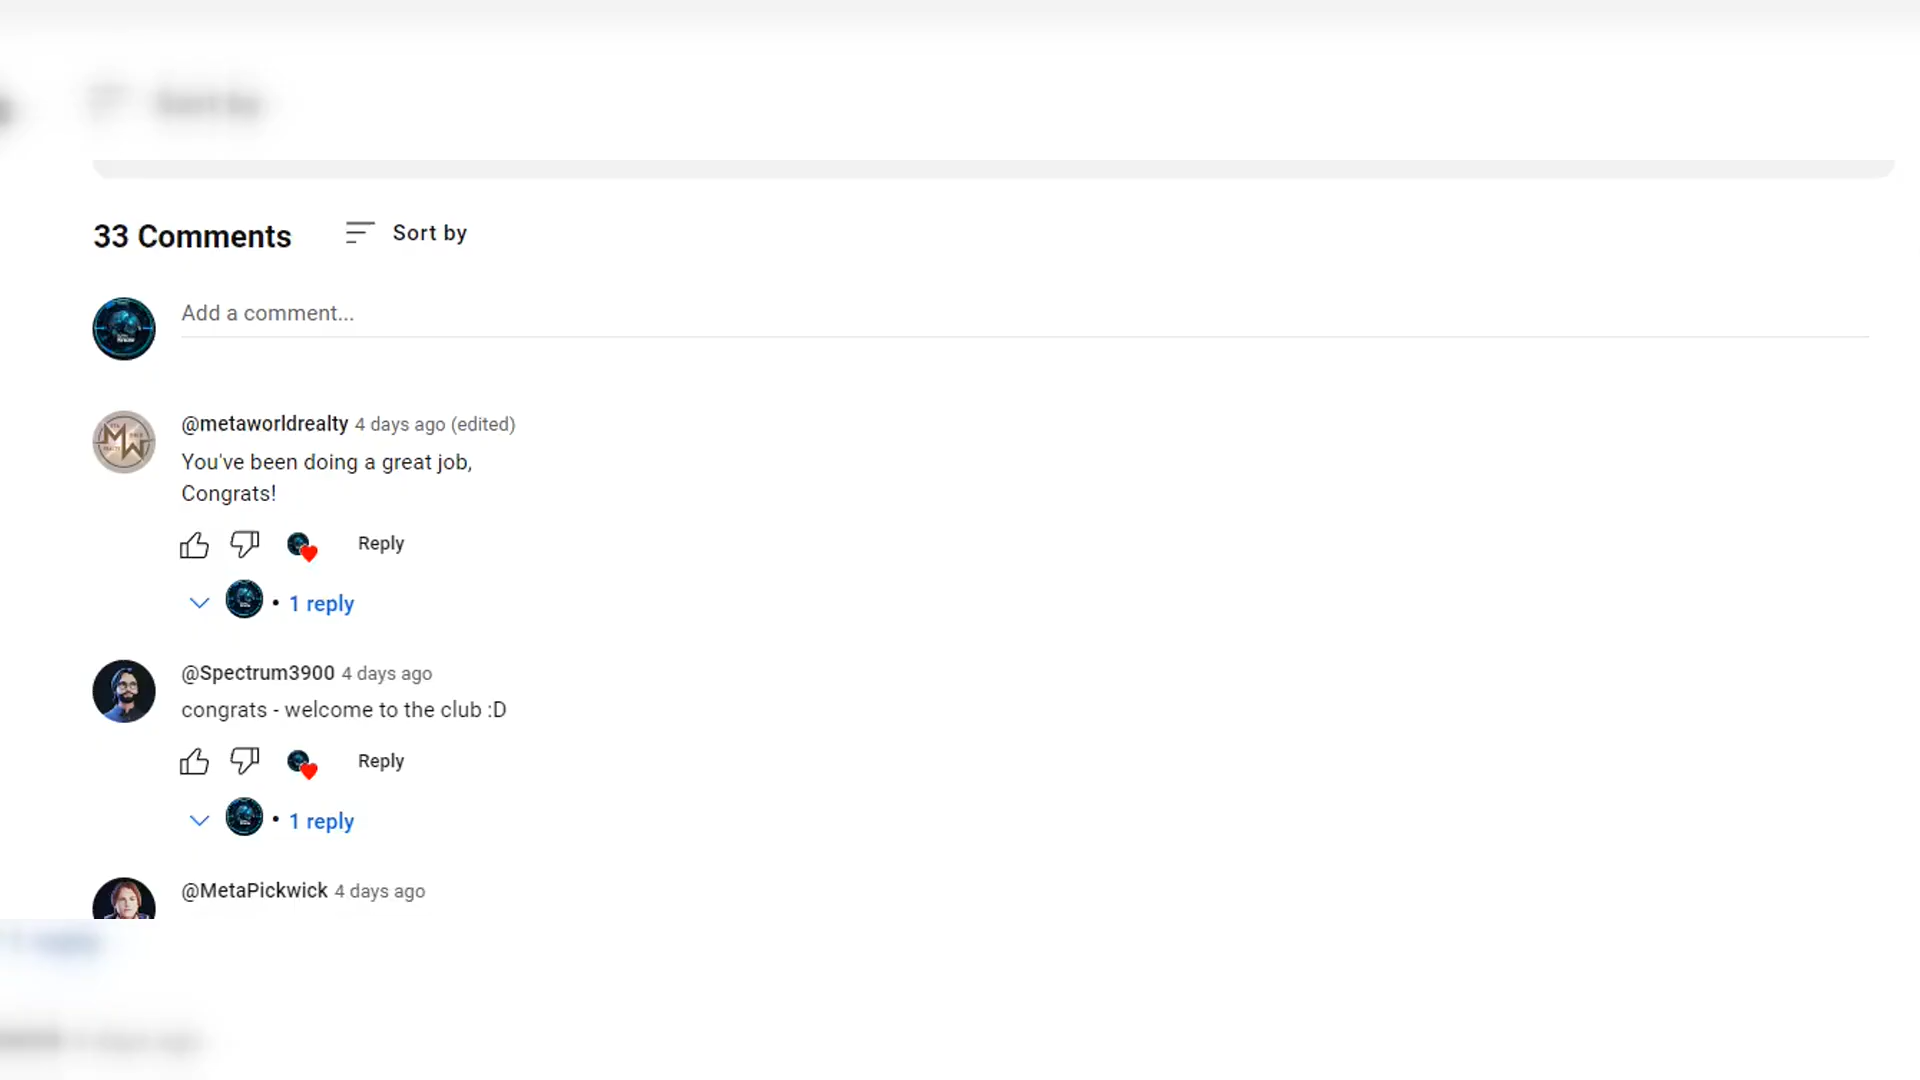 33 Comments
Sort by
Add a comment...
@metaworldrealty 4 days ago (edited)
You've been doing a great job,
Congrats!
Reply
• 1 reply
@Spectrum3900 4 days ago
congrats - welcome to the club :D
Reply
• 1 reply
@MetaPickwick 4 days ago